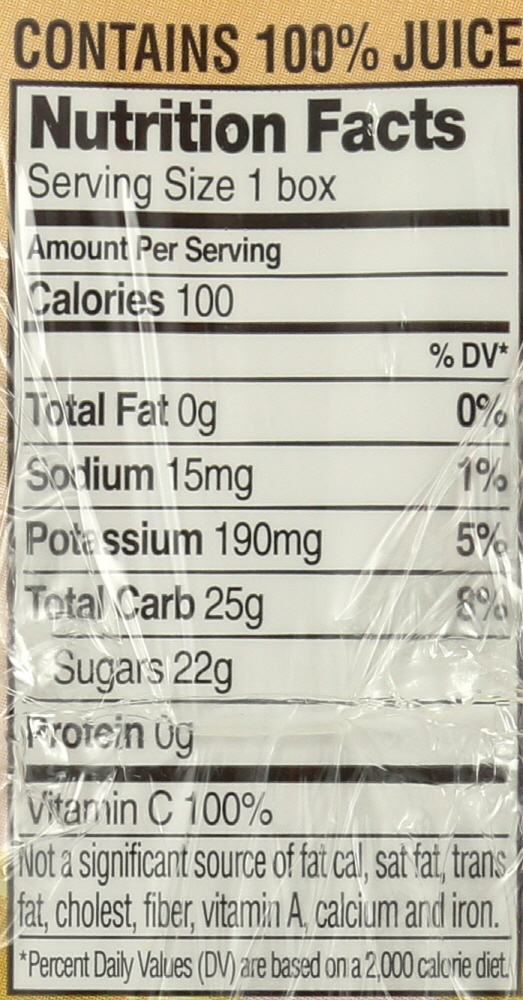 CONTAINS 100% JUICE
Nutrition Facts
Serving Size 1 box
Amount Per Serving
Calories 100
% DV*
Total Fat 0g 0%
Sodium 15mg 1%
Potassium 190mg 5%
Total Carb 25g 8%
Sugars 22g
Protein 0g
Vitamin C 100%
Not a significant source of fat cal, sat fat, trans
fat, cholest, fiber, vitamin A, calcium and iron.
*Percent Daily Values (DV) are based on a 2,000 calorie diet.